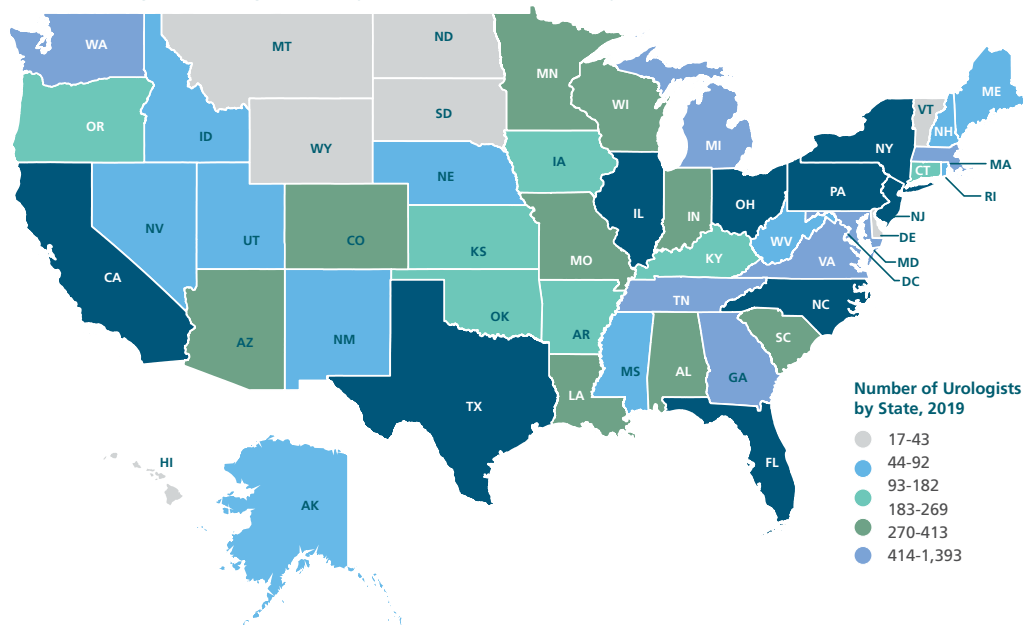 WA
MT
ND
MN
ME
VT
NH
OR
ID
SD
WI
MI
NY
MA
WY
IA
CT
RI
NE
PA
NJ
NV
UT
CO
IL
IN
OH
DE
MD
DC
KS
MO
KY
WV
VA
CA
OK
AR
TN
NC
AZ
NM
MS
AL
GA
SC
TX
LA
FL
HI
AK
Number of Urologists
by State, 2019
17-43
44-92
93-182
183-269
270-413
414-1,393